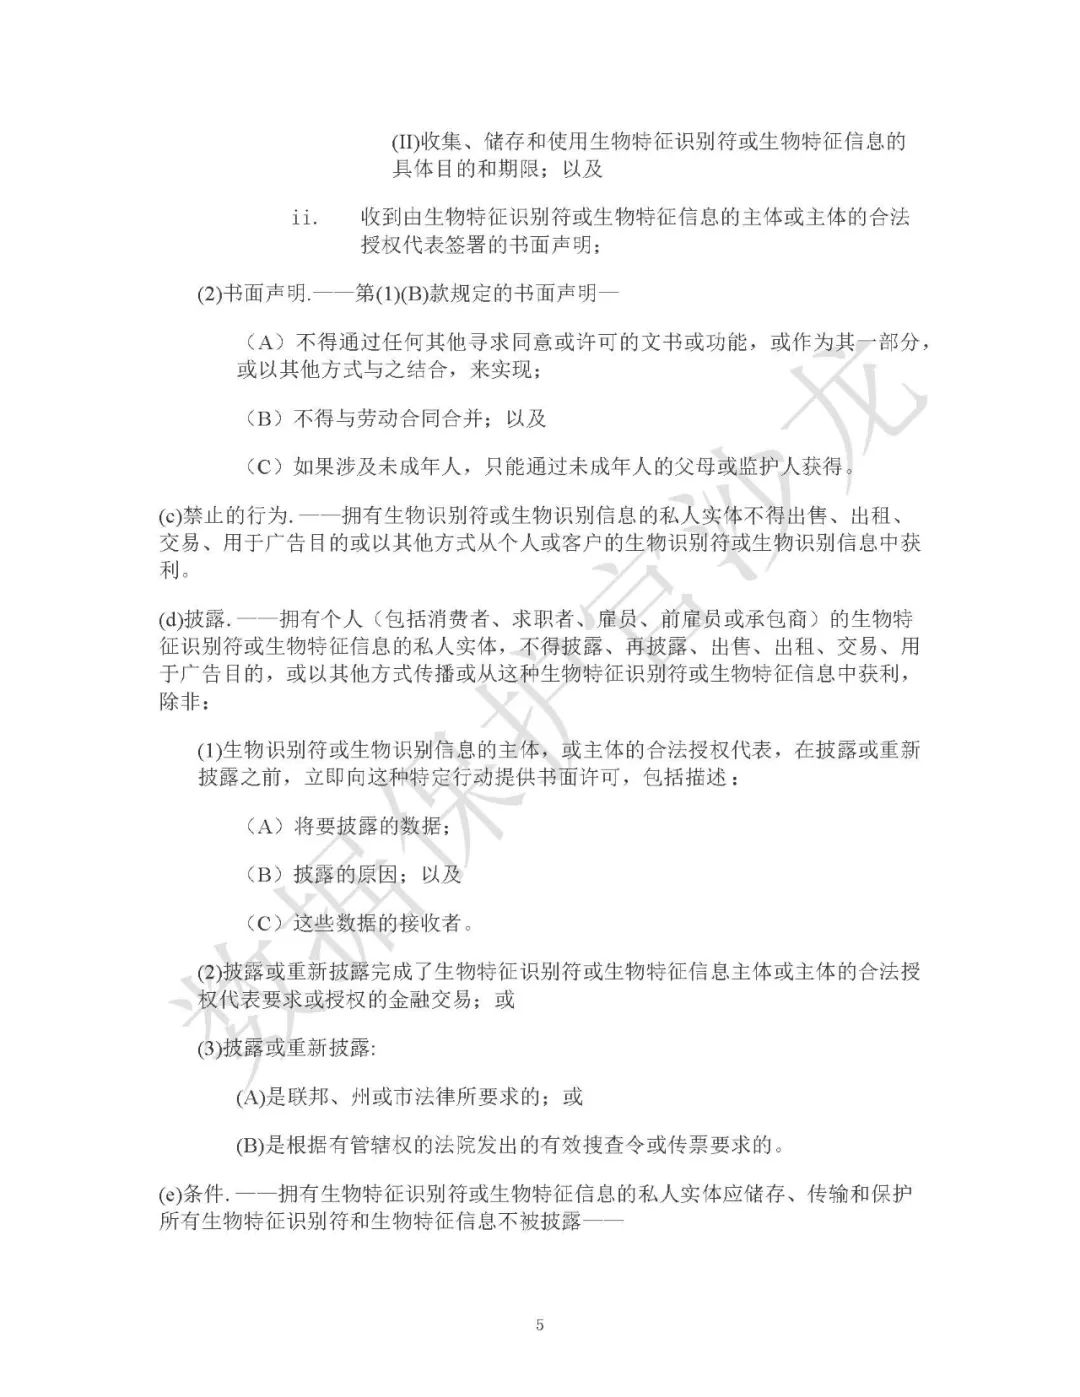 (II)收集、储存和使用生物特征识别符或生物特征信息的
具体目的和期限；以及
ii. 收到由生物特征识别符或生物特征信息的主体或主体的合法
授权代表签署的书面声明；
(2)书面声明.——第(1)(B)款规定的书面声明—
（A）不得通过任何其他寻求同意或许可的文书或功能，或作为其一部分，
或以其他方式与之结合，来实现；
（B）不得与劳动合同合并；以及
（C）如果涉及未成年人，只能通过未成年人的父母或监护人获得。
(c)禁止的行为.——拥有生物识别符或生物识别信息的私人实体不得出售、出租、
交易、用于广告目的或以其他方式从个人或客户的生物识别符或生物识别信息中获
利。
(d)披露.——拥有个人（包括消费者、求职者、雇员、前雇员或承包商）的生物特
征识别符或生物特征信息的私人实体，不得披露、再披露、出售、出租、交易、用
于广告目的，或以其他方式传播或从这种生物特征识别符或生物特征信息中获利，
除非：
(1)生物识别符或生物识别信息的主体，或主体的合法授权代表，在披露或重新
披露之前，立即向这种特定行动提供书面许可，包括描述：
（A）将要披露的数据；
（B）披露的原因；以及
（C）这些数据的接收者。
(2)披露或重新披露完成了生物特征识别符或生物特征信息主体或主体的合法授
权代表要求或授权的金融交易；或
(3)披露或重新披露:
(A)是联邦、州或市法律所要求的；或
(B)是根据有管辖权的法院发出的有效搜查令或传票要求的。
(e)条件.——拥有生物特征识别符或生物特征信息的私人实体应储存、传输和保护
所有生物特征识别符和生物特征信息不被披露——
5
数据保护官沙龙